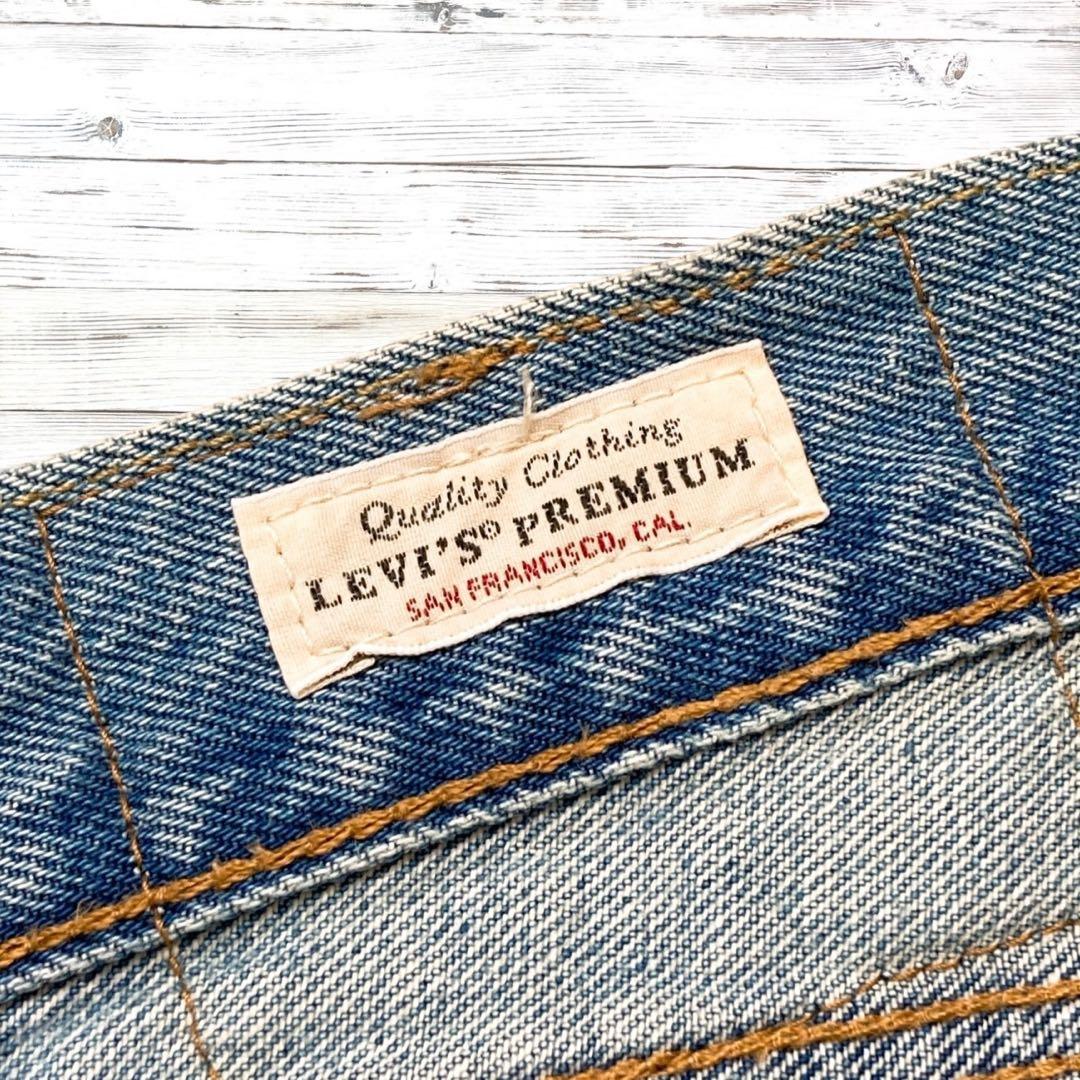 Quality Clothing
LEVI'S® PREMIUM
SAN FRANCISCO, CAL.